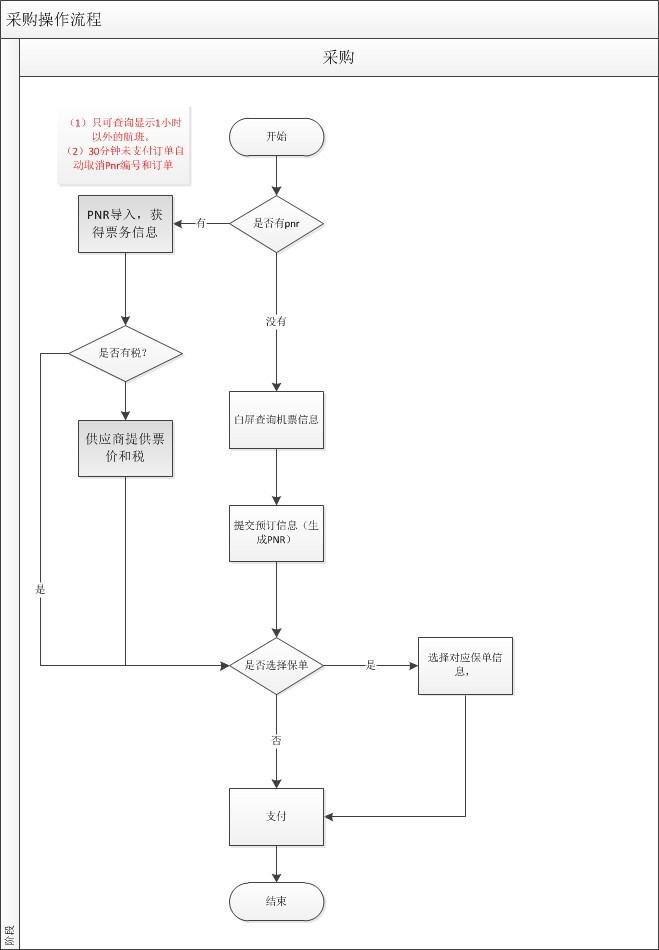 采购操作流程
采购
（1）只可查询显示1小时
以外的航班。
（2）30分钟未支付订单自
动取消Pnr编号和订单
开始
PNR导入，获
得票务信息
有
是否有pnr
没有
是否有税？
白屏查询机票信息
供应商提供票
价和税
提交预订信息（生
成PNR）
是
是否选择保单
是
选择对应保单信
息，
否
支付
结束
阶段